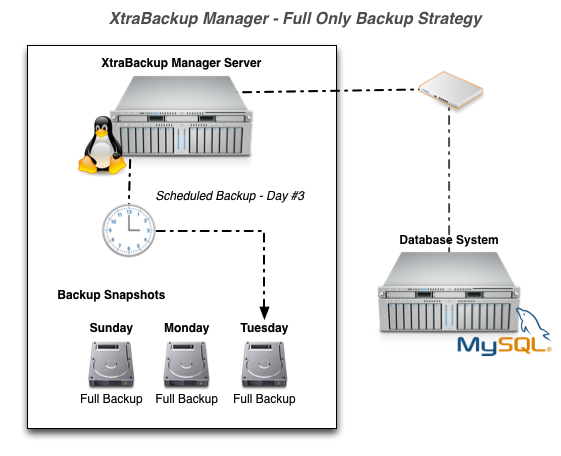 XtraBackup Manager - Full Only Backup Strategy
XtraBackup Manager Server
Scheduled Backup - Day #3
Database System
MySQL®
Backup Snapshots
Sunday Monday Tuesday
Full Backup Full Backup Full Backup